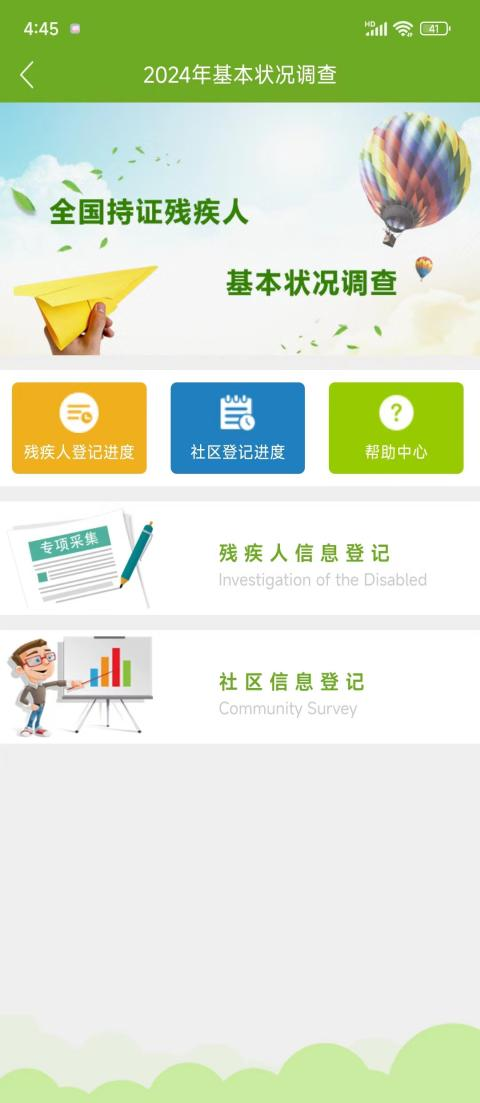 4:45
HD
41
2024年基本状况调查
全国持证残疾人
基本状况调查
残疾人登记进度
社区登记进度
?
帮助中心
专项采集
残疾人信息登记
Investigation of the Disabled
社区信息登记
Community Survey